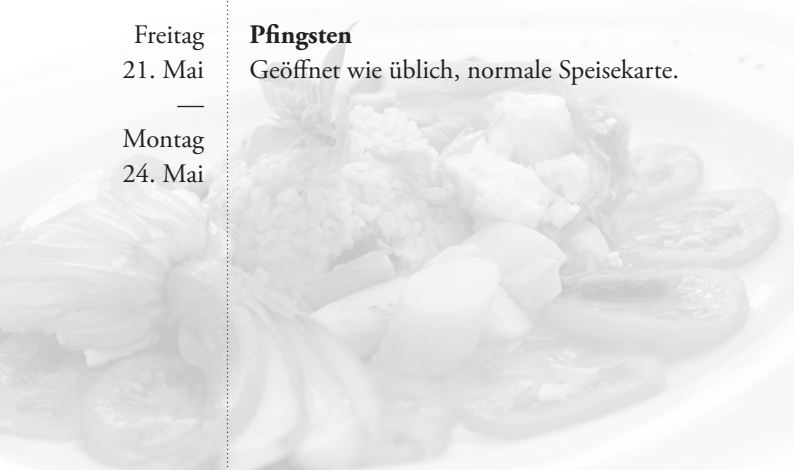 Freitag
21. Mai
—
Montag
24. Mai
Pfingsten
Geöffnet wie üblich, normale Speisekarte.